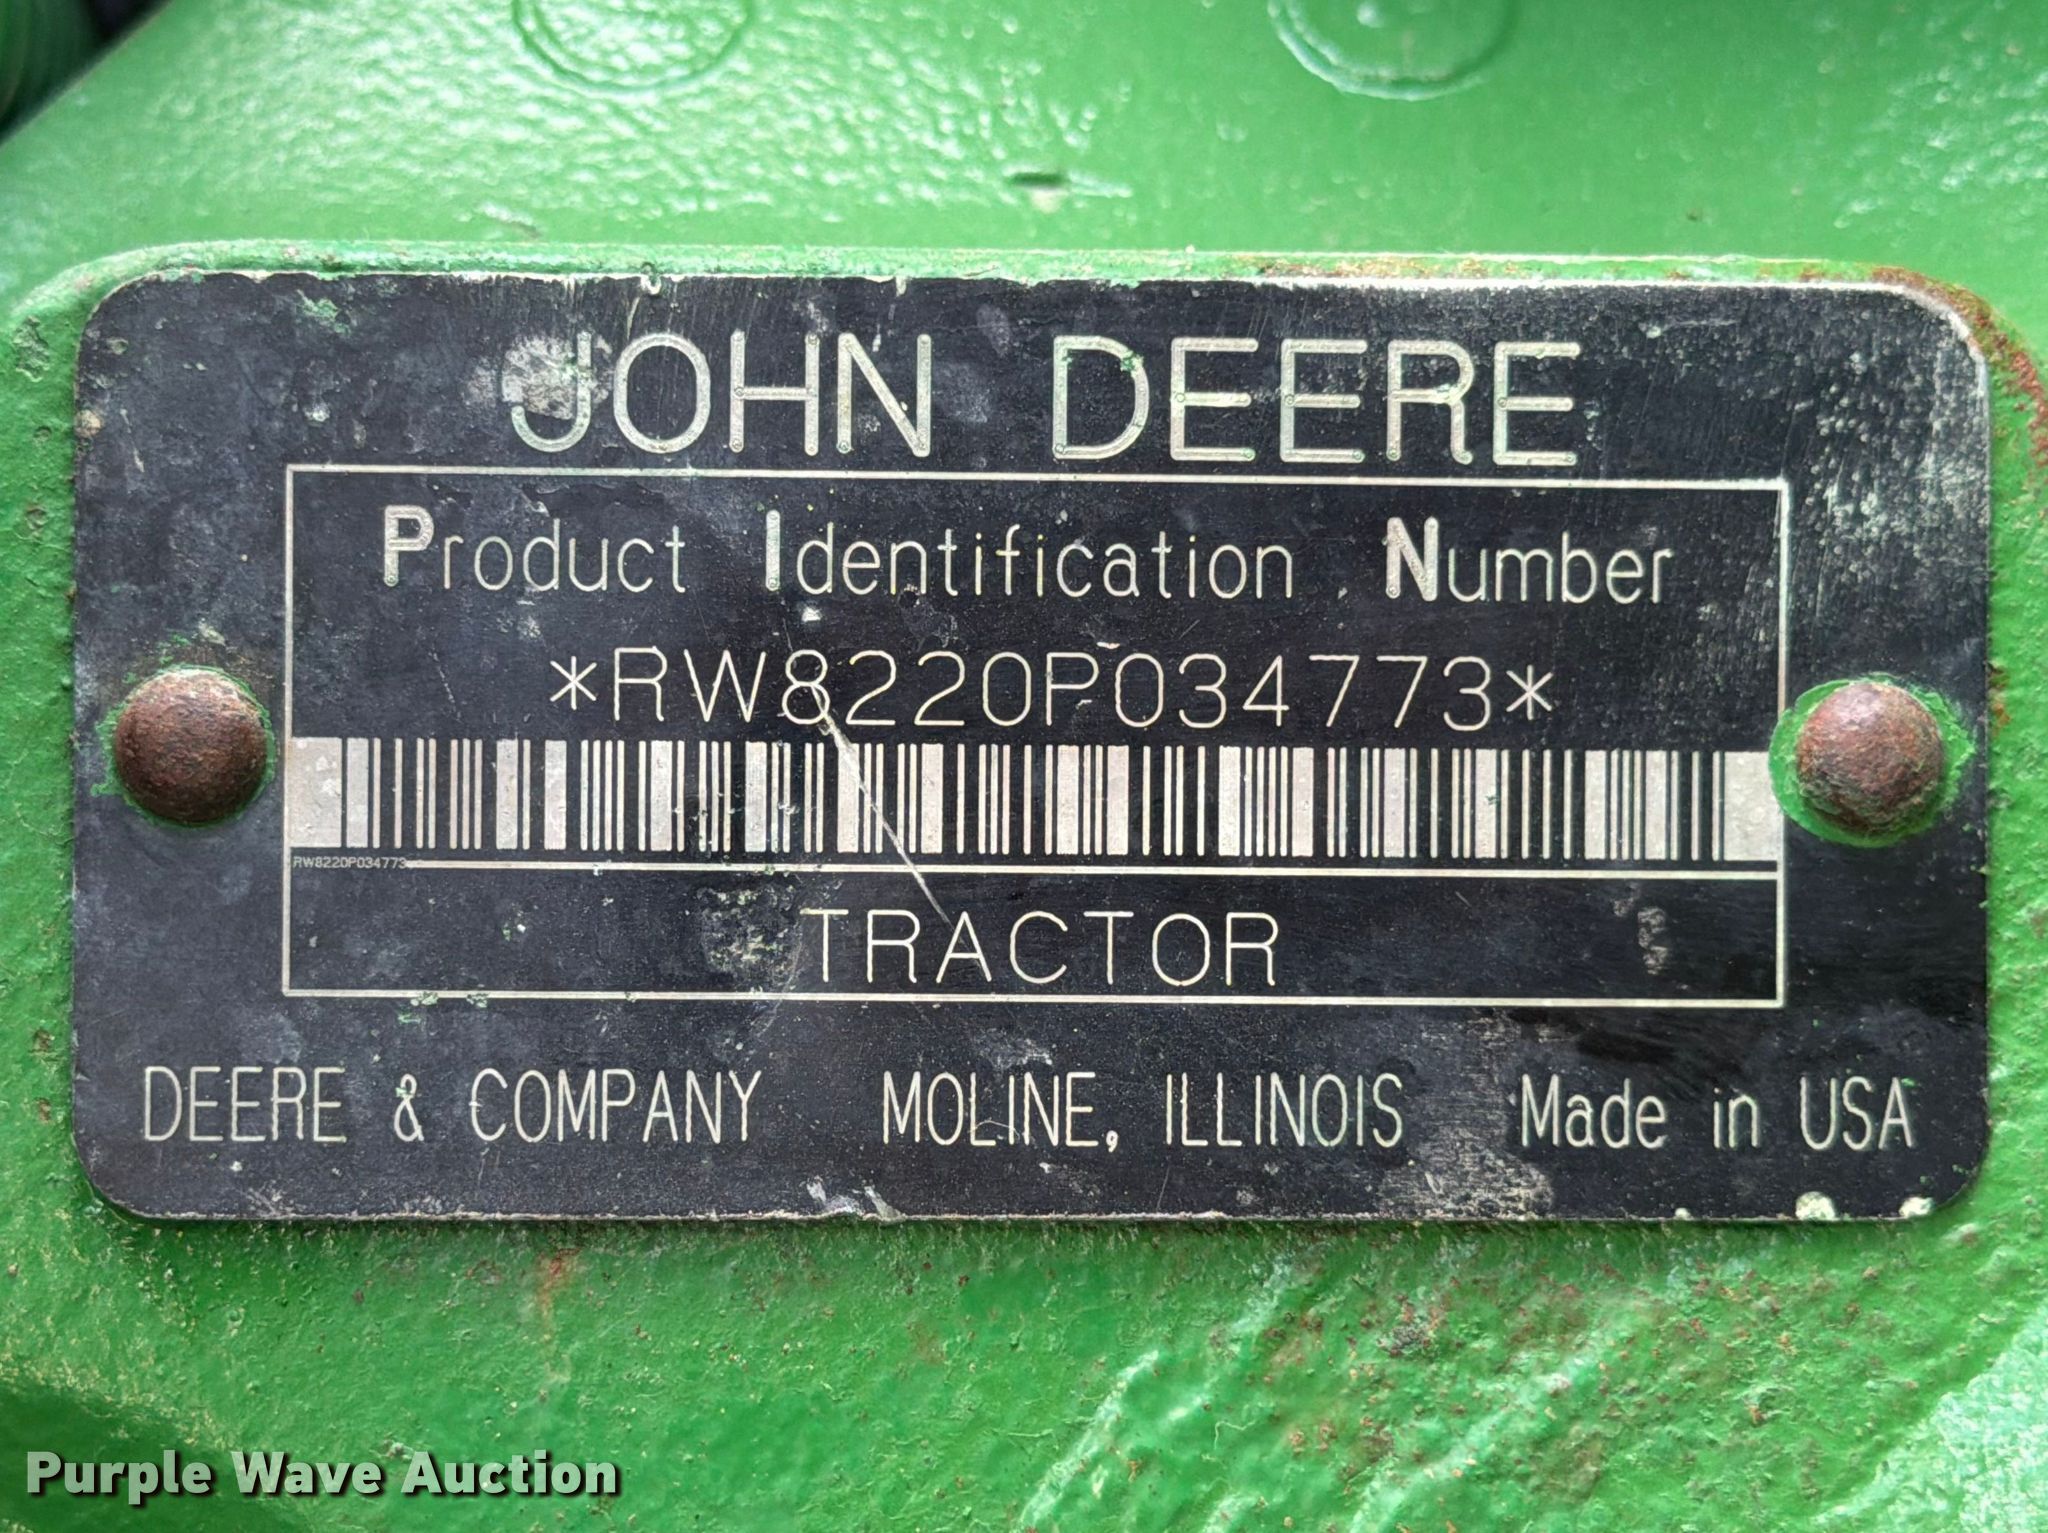 JOHN DEERE
Product Identification Number
*RW8220P034773*
RW8220P034773
TRACTOR
DEERE & COMPANY MOLINE, ILLINOIS Made in USA
Purple Wave Auction